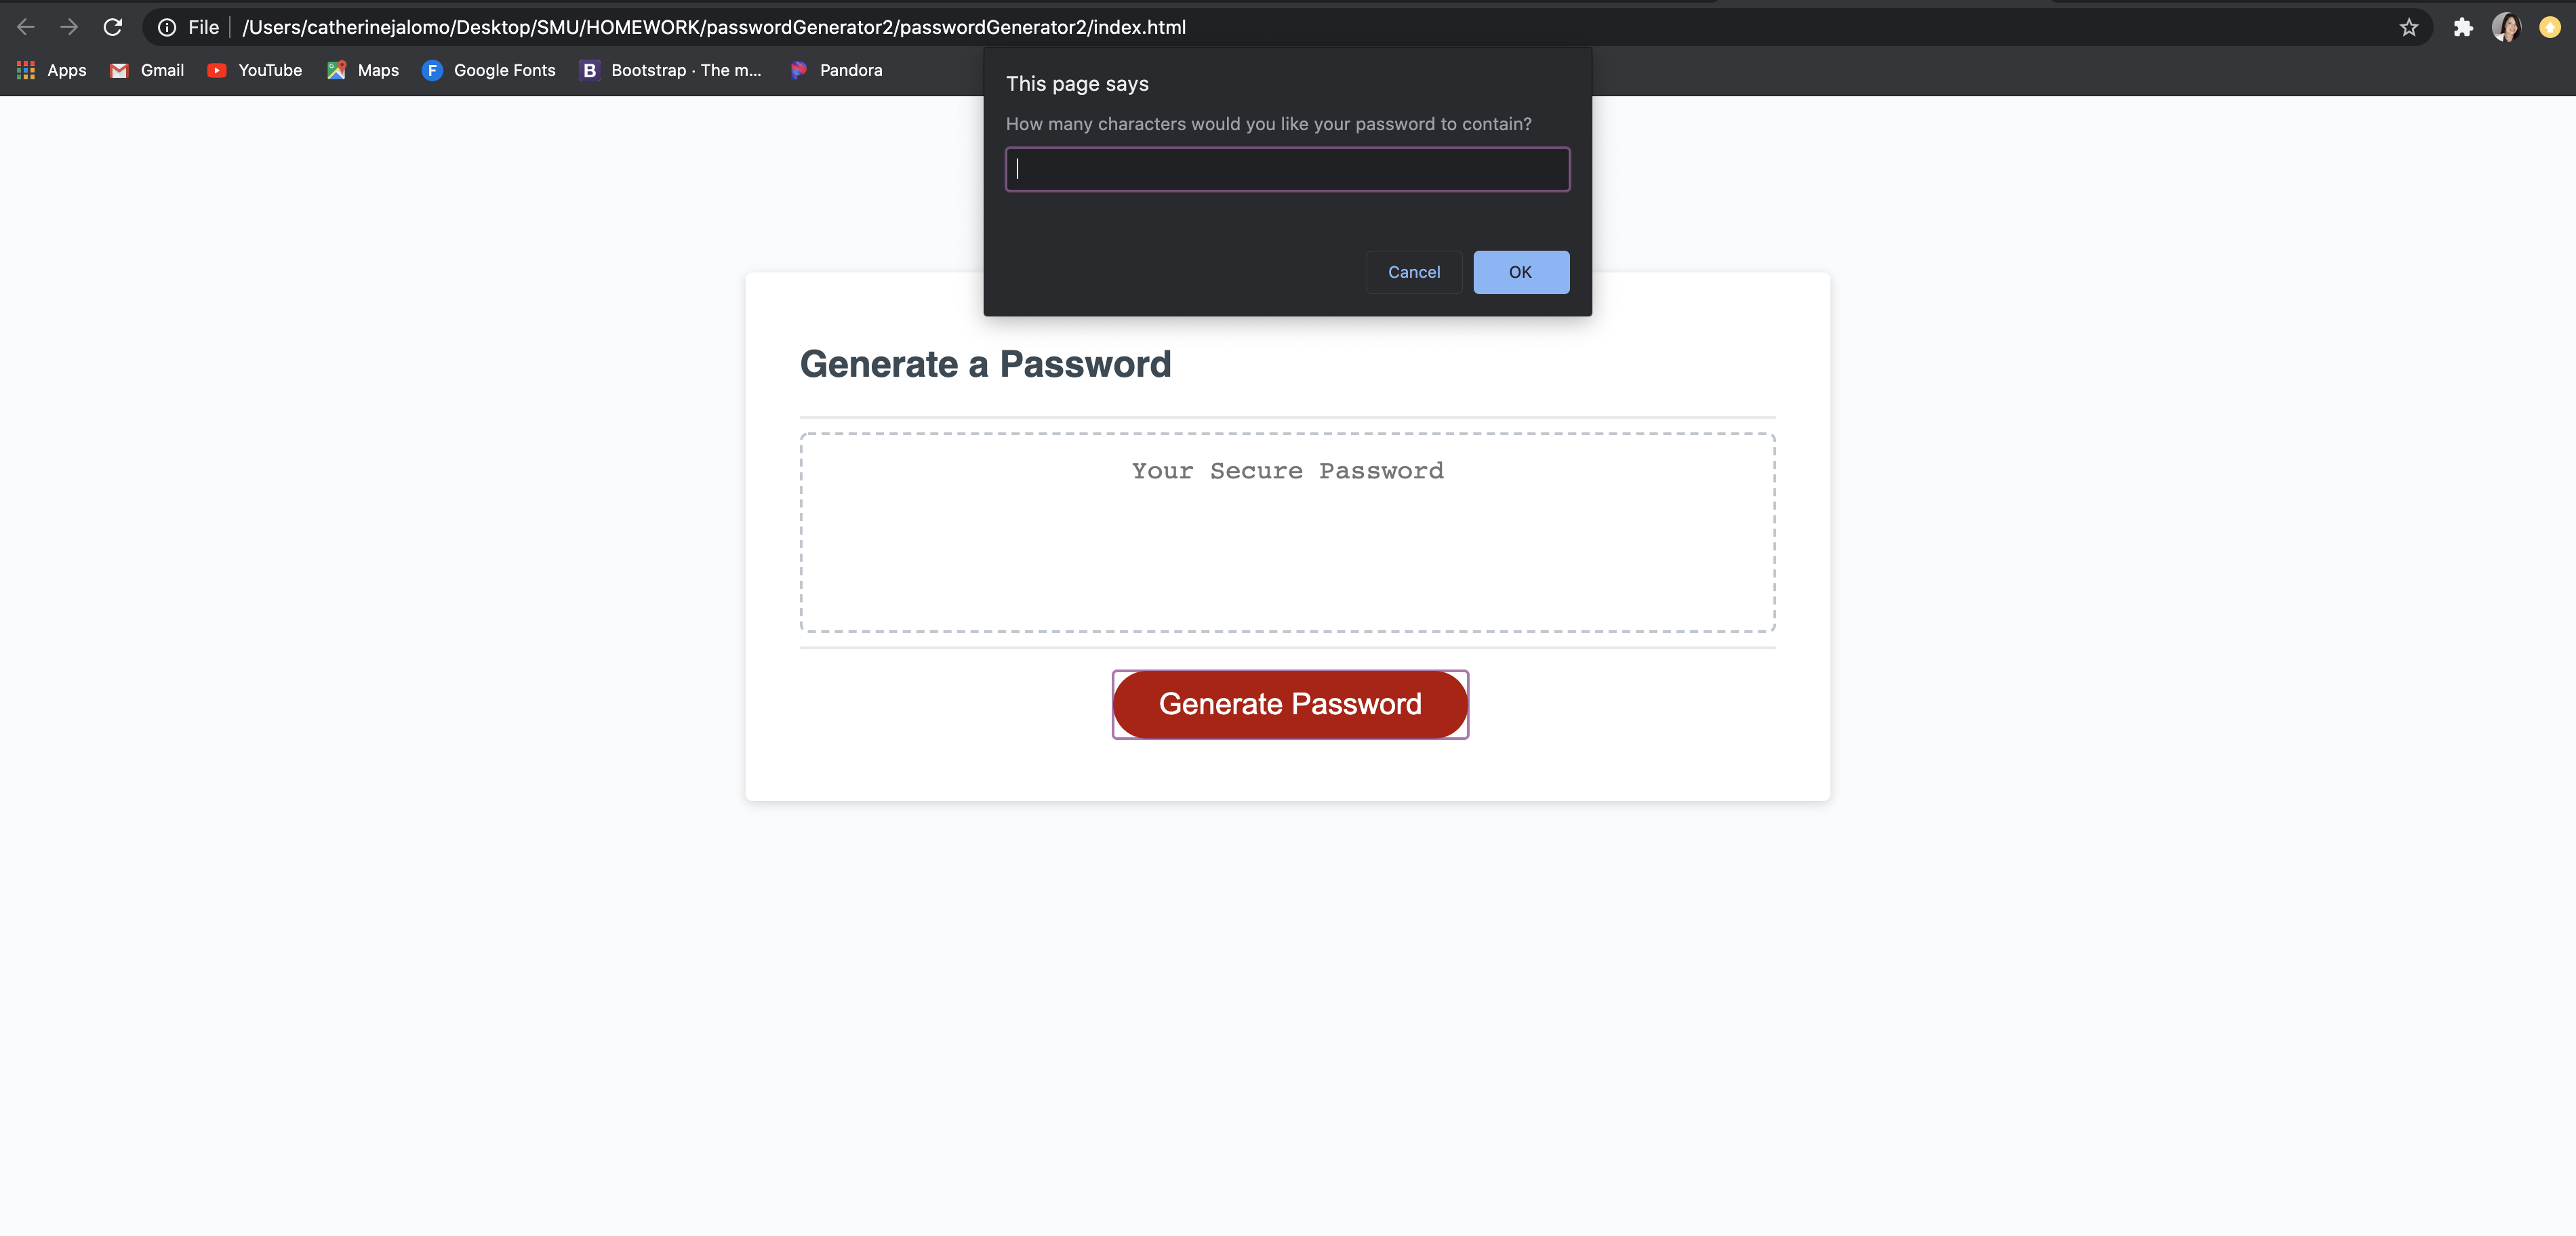 File /Users/catherinejalomo/Desktop/SMU/HOMEWORK/passwordGenerator2/passwordGenerator2/index.html
Apps Gmail YouTube Maps F Google Fonts B Bootstrap · The m... Pandora
This page says
How many characters would you like your password to contain?
Cancel OK
Generate a Password
Your Secure Password
Generate Password